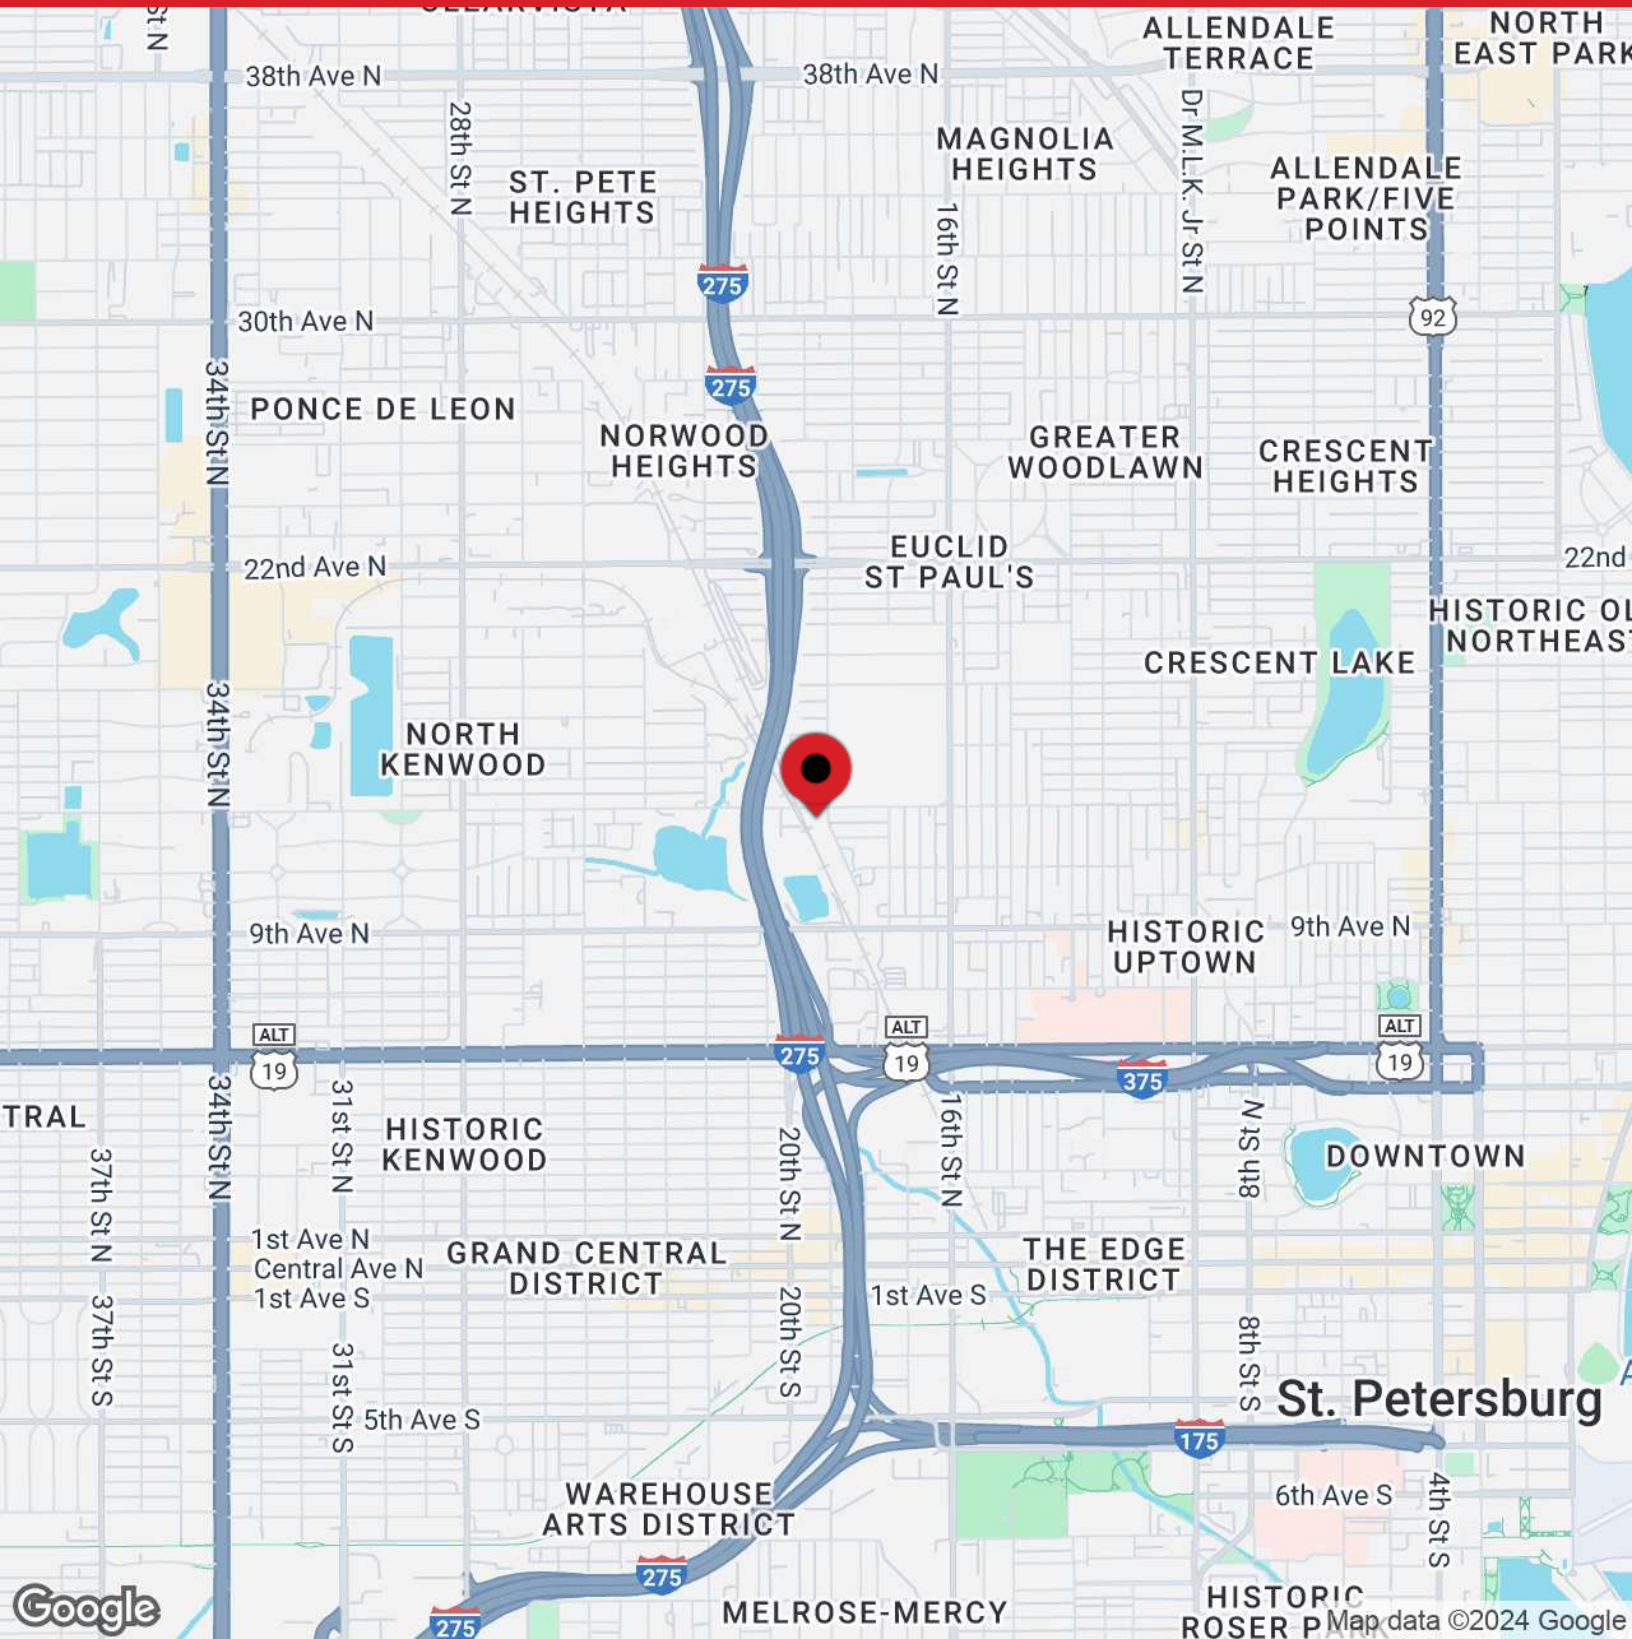 St N
ALLENDALE
TERRACE
NORTH
EAST PARK
38th Ave N
38th Ave N
28th St N
Dr M.L.K. Jr St N
MAGNOLIA
HEIGHTS
ALLENDALE
PARK/FIVE
POINTS
ST. PETE
HEIGHTS
16th St N
275
92
30th Ave N
34th St N
275
PONCE DE LEON
NORWOOD
HEIGHTS
GREATER
WOODLAWN
CRESCENT
HEIGHTS
EUCLID
ST PAUL'S
22nd Ave N
22nd
HISTORIC OL
NORTHEAST
CRESCENT LAKE
34th St N
NORTH
KENWOOD
9th Ave N
HISTORIC
UPTOWN
9th Ave N
ALT
19
275
ALT
19
375
ALT
19
34th St N
31st St N
TRAL
HISTORIC
KENWOOD
37th St N
20th St N
16th St N
8th St N
DOWNTOWN
1st Ave N
Central Ave N
1st Ave S
GRAND CENTRAL
DISTRICT
THE EDGE
DISTRICT
1st Ave S
37th St S
31st St S
20th St S
8th St S
St. Petersburg
5th Ave S
175
WAREHOUSE
ARTS DISTRICT
6th Ave S
4th St S
275
Google
275
MELROSE-MERCY
HISTORIC
ROSER PARK
Map data ©2024 Google